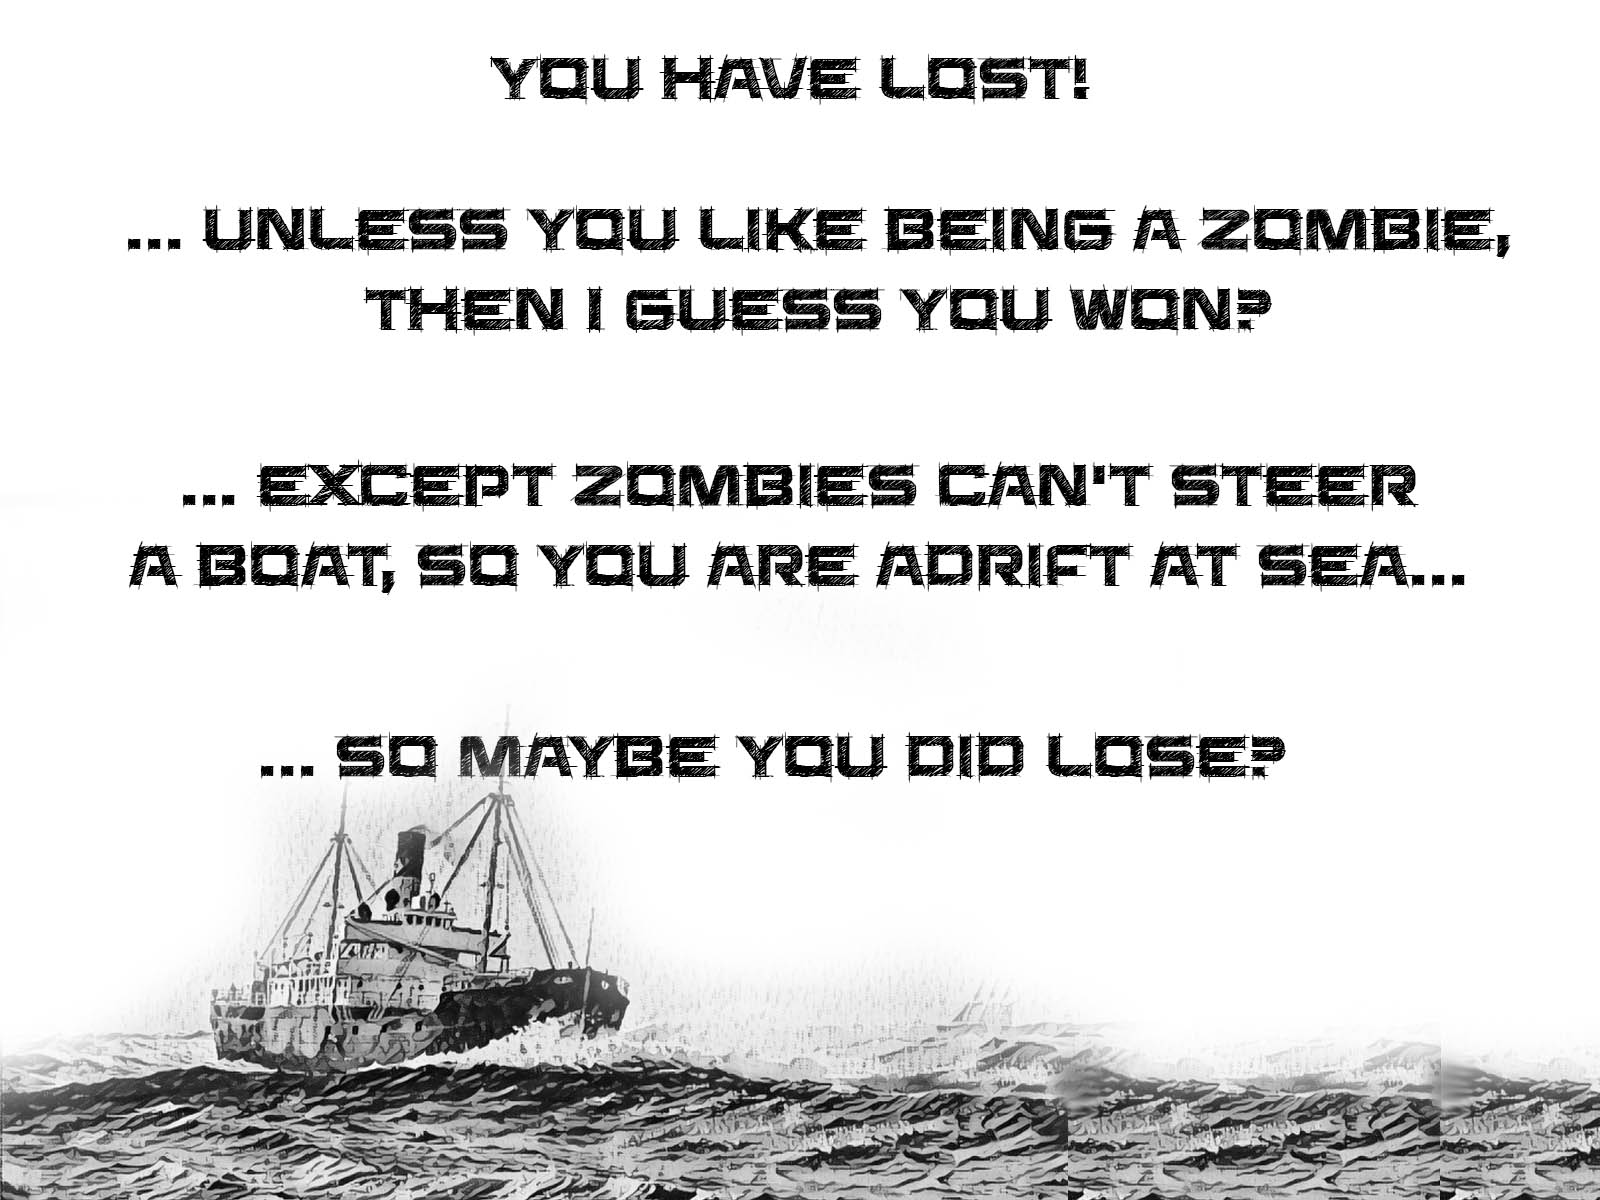 YOU HAVE LOST!
... UNLESS YOU LIKE BEING A ZOMBIE,
THEN I GUESS YOU WON?
... EXCEPT ZOMBIES CAN'T STEER
A BOAT, SO YOU ARE ADRIFT AT SEA...
... SO MAYBE YOU DID LOSE?